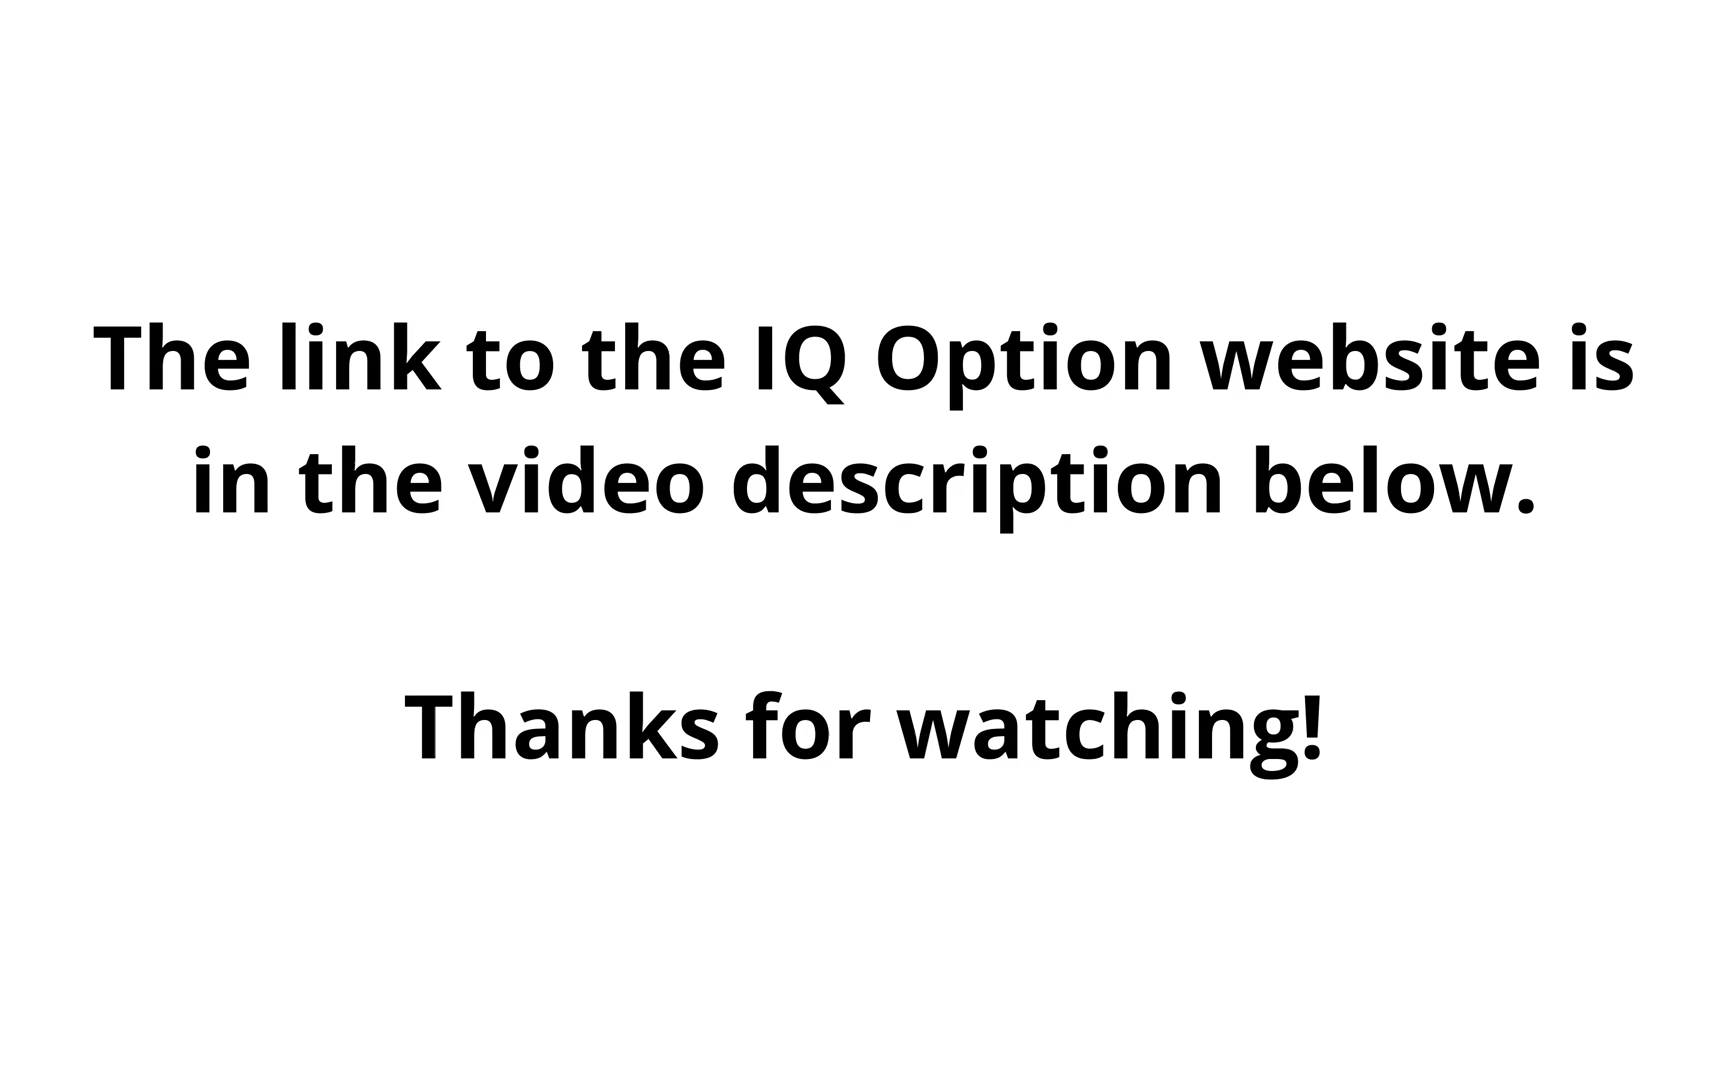 The link to the IQ Option website is
in the video description below.
Thanks for watching!